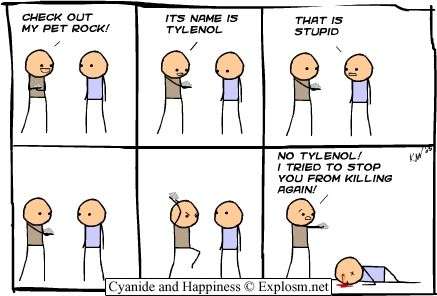 CHECK OUT
MY PET ROCK!
ITS NAME IS
TYLENOL
THAT IS
STUPID
NO TYLENOL!
I TRIED TO STOP
YOU FROM KILLING
AGAIN!
Cyanide and Happiness © Explosm.net